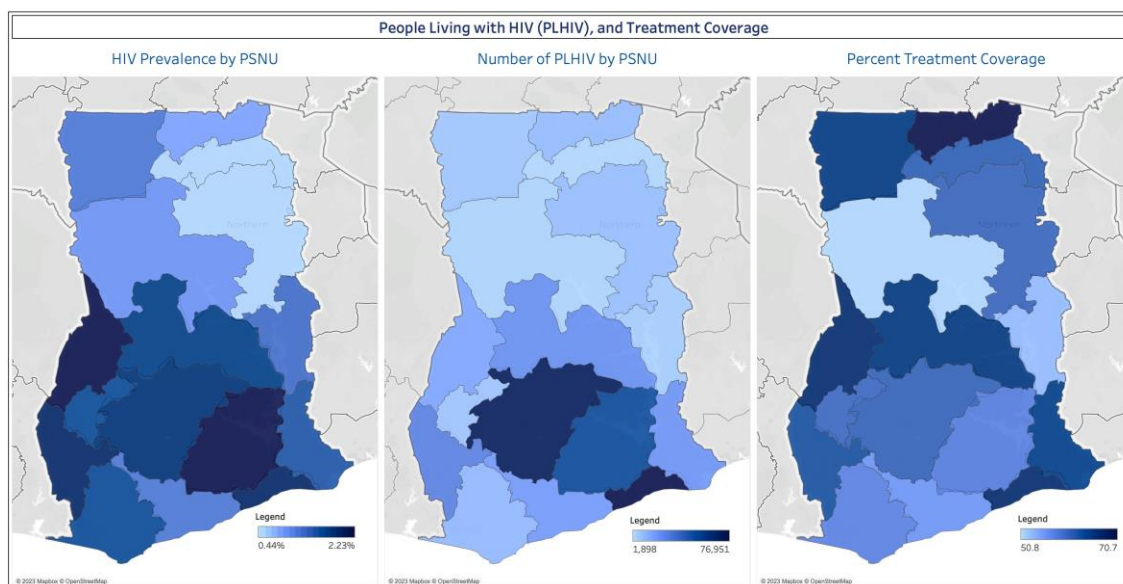 People Living with HIV (PLHIV), and Treatment Coverage
HIV Prevalence by PSNU
Number of PLHIV by PSNU
Percent Treatment Coverage
Northern
Northern
Legend
0.44% 2.23%
Legend
1,898 76,951
Legend
50.8 70.7
© 2023 Mapbox © OpenStreetMap
© 2023 Mapbox © OpenStreetMap
© 2023 Mapbox © OpenStreetMap